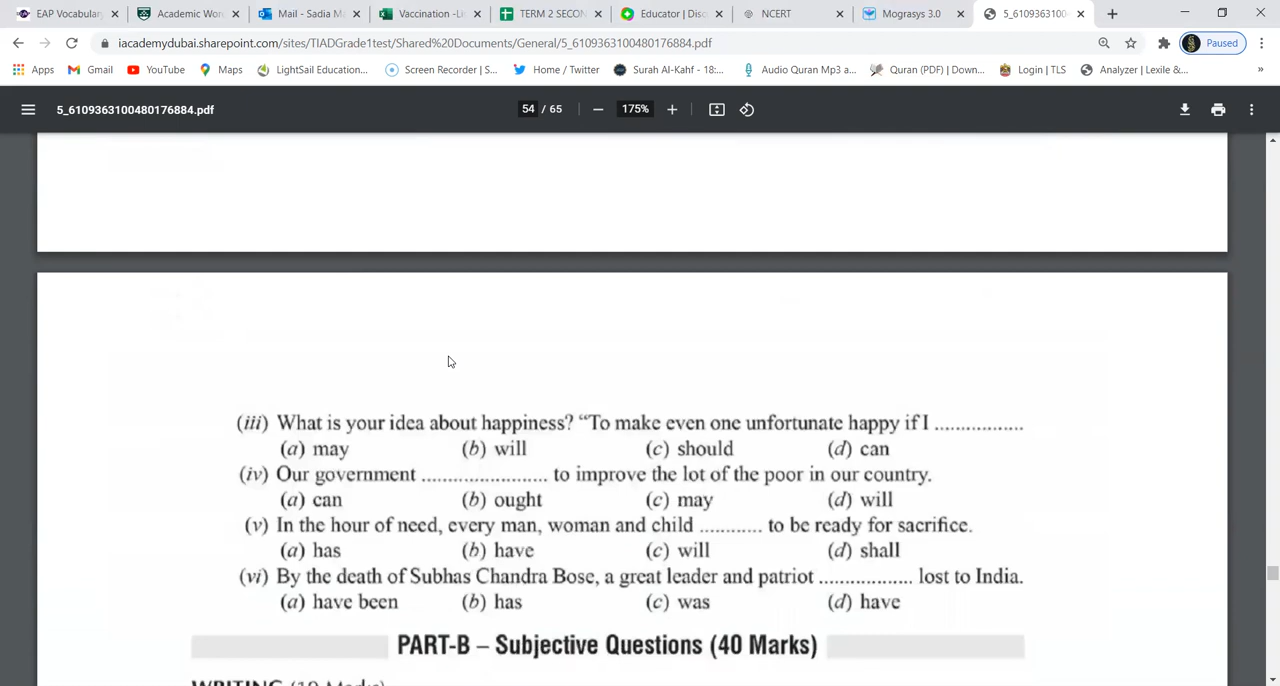 EAP Vocabulary
Academic Wor
Mail - Sadia Ma
Vaccination -Li
TERM 2 SECON
Educator | Disc
NCERT
Mograsys 3.0
5_6109363100
iacademydubai.sharepoint.com/sites/TIADGrade1test/Shared%20Documents/General/5_6109363100480176884.pdf
Paused
Apps
Gmail
YouTube
Maps
LightSail Education...
Screen Recorder | S...
Home / Twitter
Surah Al-Kahf - 18:...
Audio Quran Mp3 a...
Quran (PDF) | Down...
Login | TLS
Analyzer | Lexile &...
»
5_6109363100480176884.pdf
54 / 65
175%
(iii) What is your idea about happiness? “To make even one unfortunate happy if I .................
(a) may (b) will (c) should (d) can
(iv) Our government ........................ to improve the lot of the poor in our country.
(a) can (b) ought (c) may (d) will
(v) In the hour of need, every man, woman and child ............ to be ready for sacrifice.
(a) has (b) have (c) will (d) shall
(vi) By the death of Subhas Chandra Bose, a great leader and patriot .................. lost to India.
(a) have been (b) has (c) was (d) have
PART-B – Subjective Questions (40 Marks)
WRITING (10 Marks)